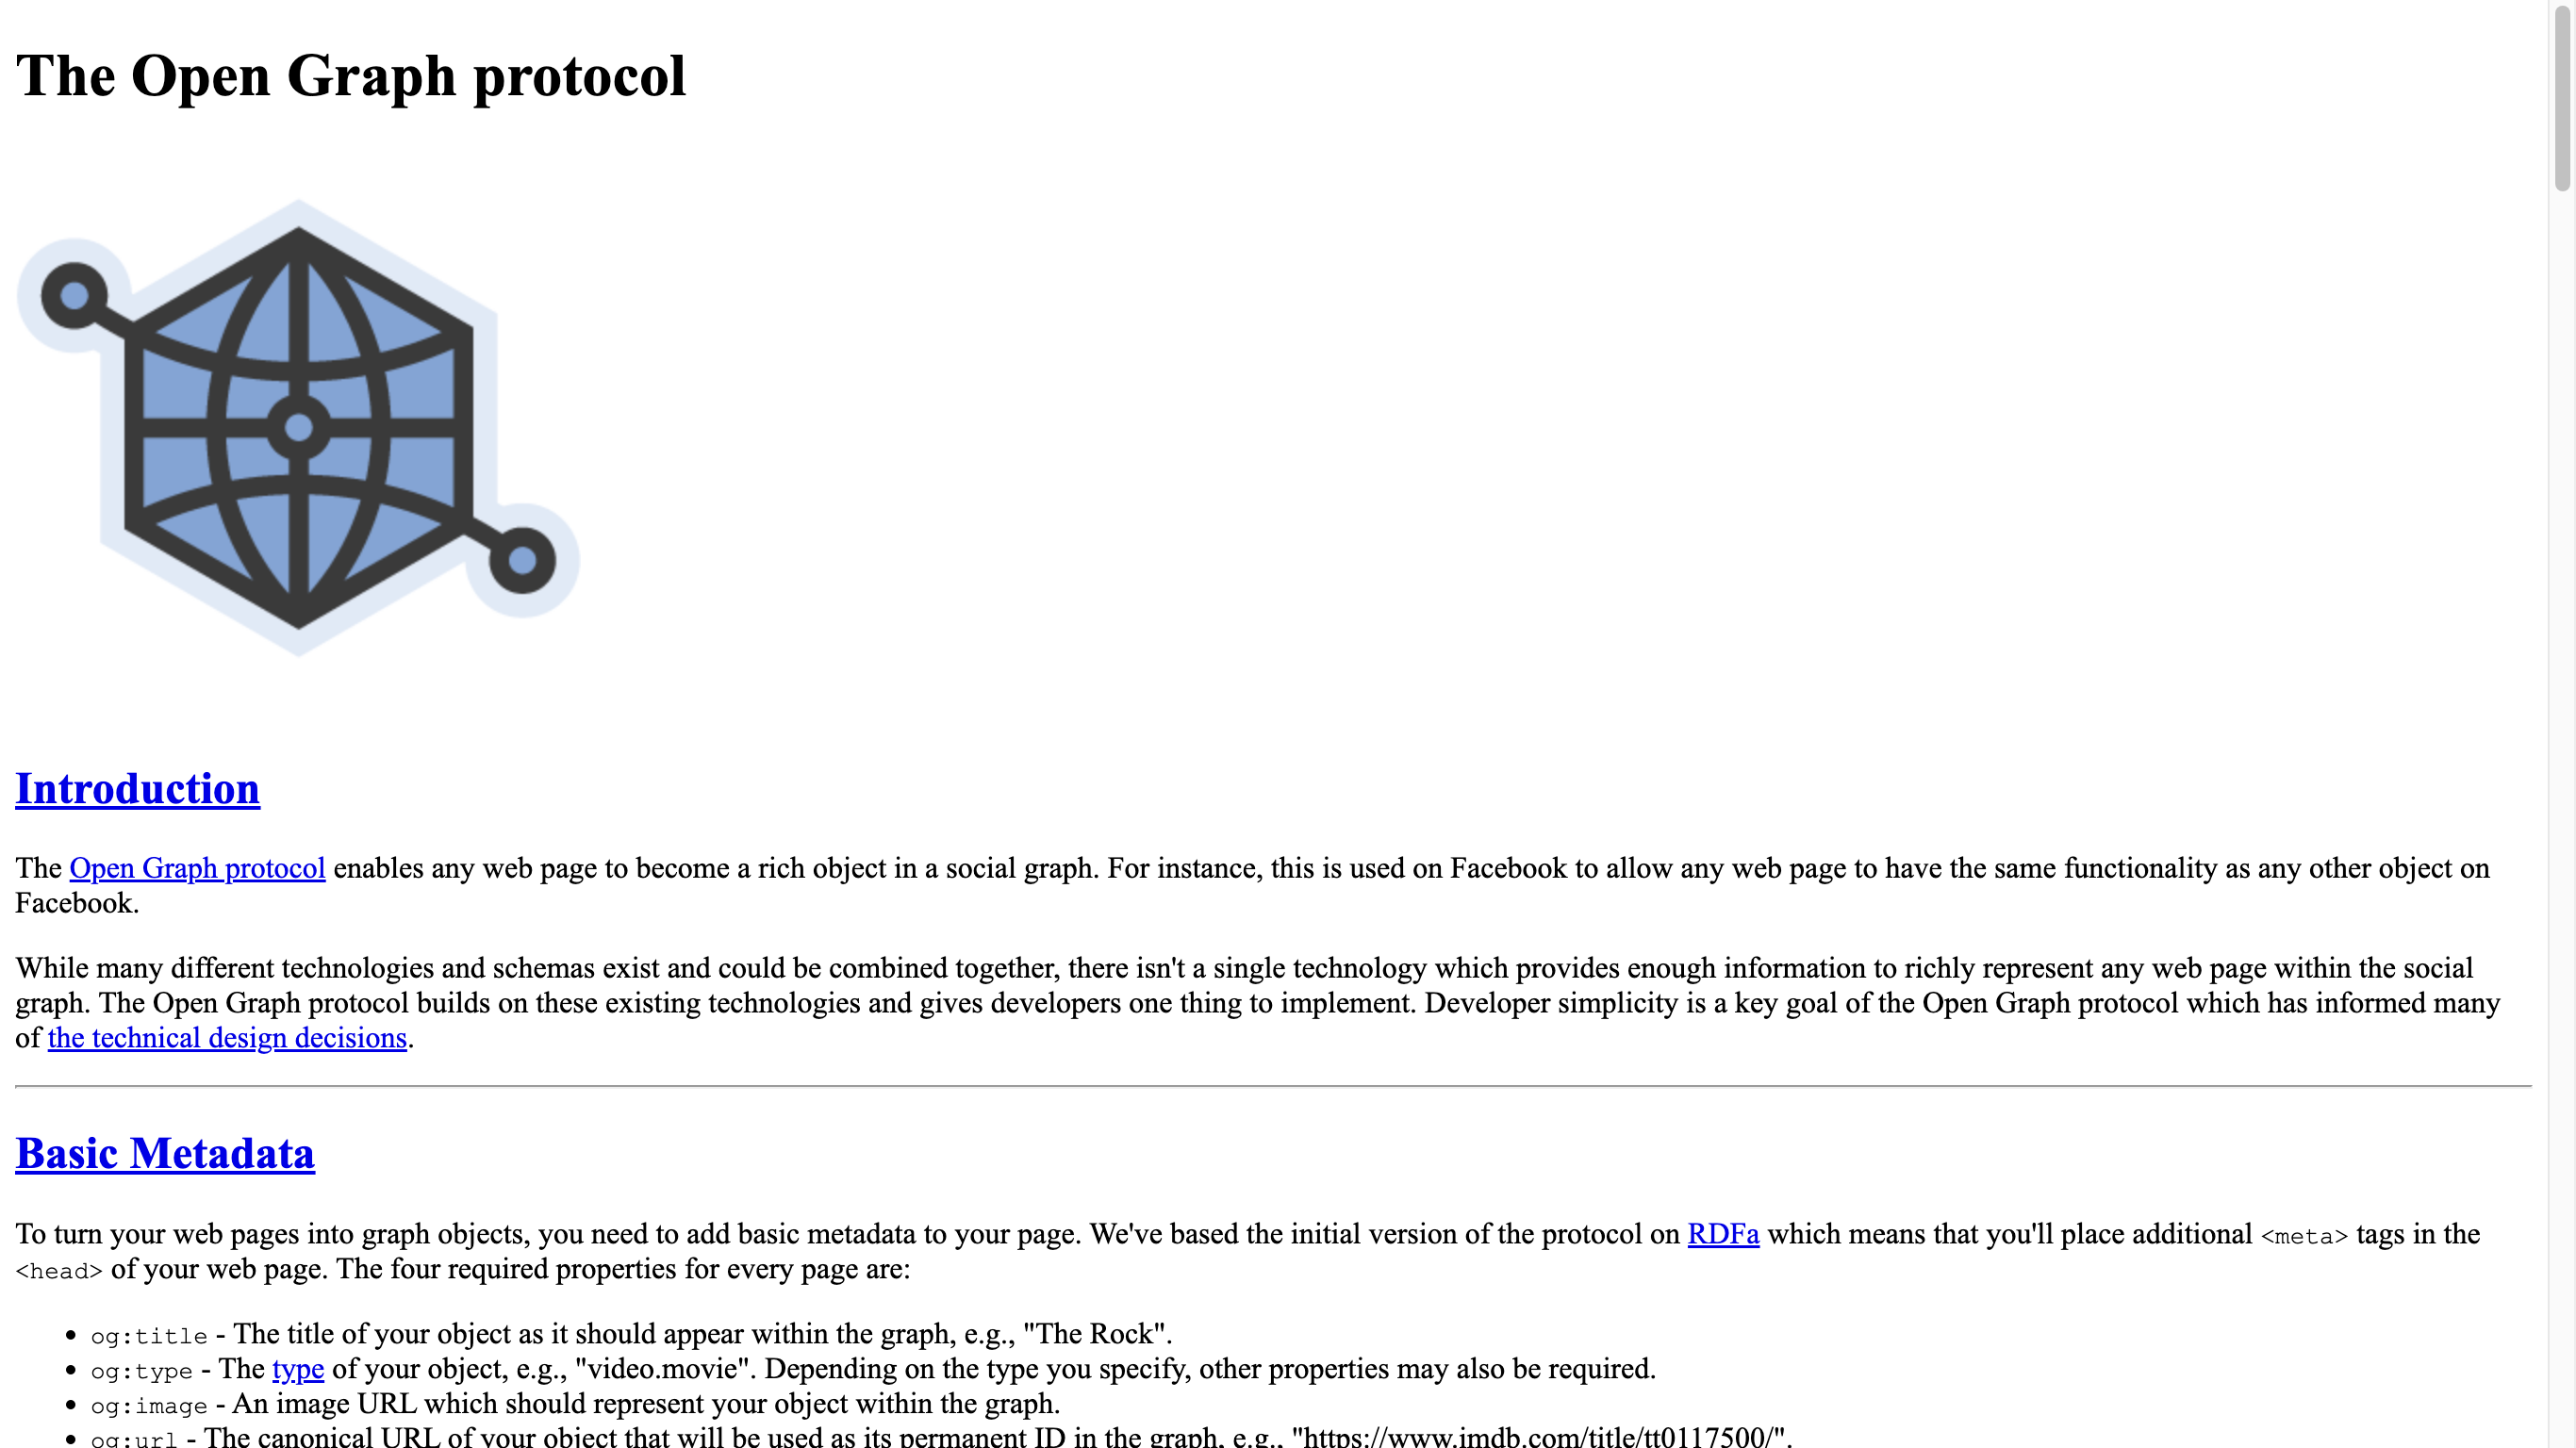 The Open Graph protocol
Introduction
The Open Graph protocol enables any web page to become a rich object in a social graph. For instance, this is used on Facebook to allow any web page to have the same functionality as any other object on
Facebook.
While many different technologies and schemas exist and could be combined together, there isn't a single technology which provides enough information to richly represent any web page within the social
graph. The Open Graph protocol builds on these existing technologies and gives developers one thing to implement. Developer simplicity is a key goal of the Open Graph protocol which has informed many
of the technical design decisions.
Basic Metadata
To turn your web pages into graph objects, you need to add basic metadata to your page. We've based the initial version of the protocol on RDFa which means that you'll place additional <meta> tags in the
<head> of your web page. The four required properties for every page are:
• og:title - The title of your object as it should appear within the graph, e.g., "The Rock".
• og:type - The type of your object, e.g., "video.movie". Depending on the type you specify, other properties may also be required.
• og:image - An image URL which should represent your object within the graph.
• og:url - The canonical URL of your object that will be used as its permanent ID in the graph, e.g., "https://www.imdb.com/title/tt0117500/".